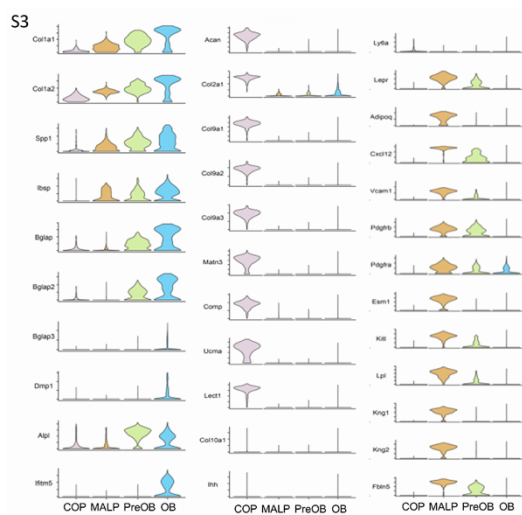 S3
Col1a1
Col1a2
Spp1
Ibsp
Bglap
Bglap2
Bglap3
Dmp1
Alpl
Ifitm5
COP MALP PreOB OB
Acan
Col2a1
Col9a1
Col9a2
Col9a3
Matn3
Comp
Ucma
Lect1
Col10a1
Ihh
COP MALP PreOB OB
Ly6a
Lepr
Adipoq
Cxcl12
Vcam1
Pdgfrb
Pdgfra
Esm1
Kitl
Lpl
Kng1
Kng2
Fbln5
COP MALP PreOB OB